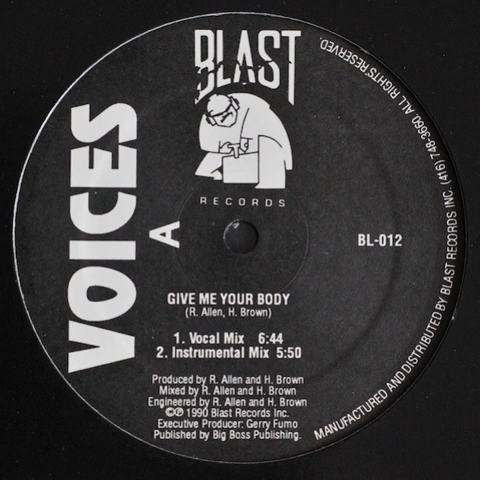 BLAST
RECORDS
VOICES
A
BL-012
GIVE ME YOUR BODY
(R. Allen, H. Brown)
1. Vocal Mix 6:44
2. Instrumental Mix 5:50
Produced by R. Allen and H. Brown
Mixed by R. Allen and H. Brown
Engineered by R. Allen and H. Brown
©℗ 1990 Blast Records Inc.
Executive Producer: Gerry Fumo
Published by Big Boss Publishing.
MANUFACTURED AND DISTRIBUTED BY BLAST RECORDS INC. (416) 748-3660. ALL RIGHTS RESERVED.